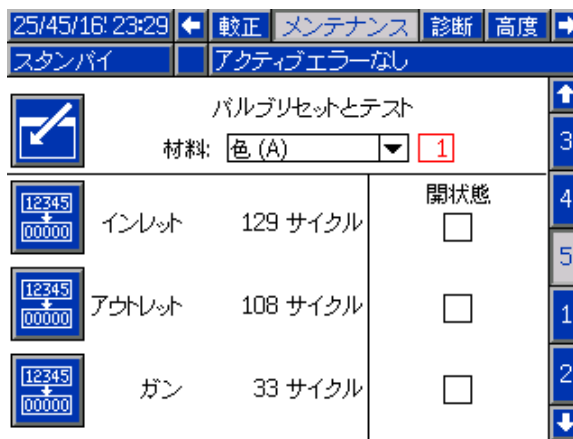 25/45/16 23:29 較正 メンテナンス 診断 高度
スタンバイ アクティブエラーなし
バルブリセットとテスト
材料: 色 (A) 1
開状態
12345 00000 インレット 129 サイクル
12345 00000 アウトレット 108 サイクル
12345 00000 ガン 33 サイクル
3
4
5
1
2